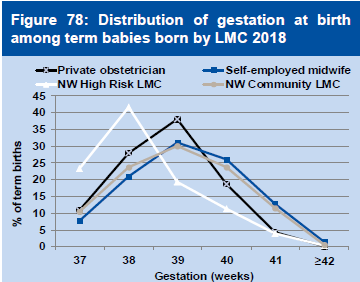 Figure 78: Distribution of gestation at birth
among term babies born by LMC 2018
Private obstetrician Self-employed midwife
NW High Risk LMC NW Community LMC
45
40
35
30
25
20
15
10
5
0
% of term births
37 38 39 40 41 ≥42
Gestation (weeks)